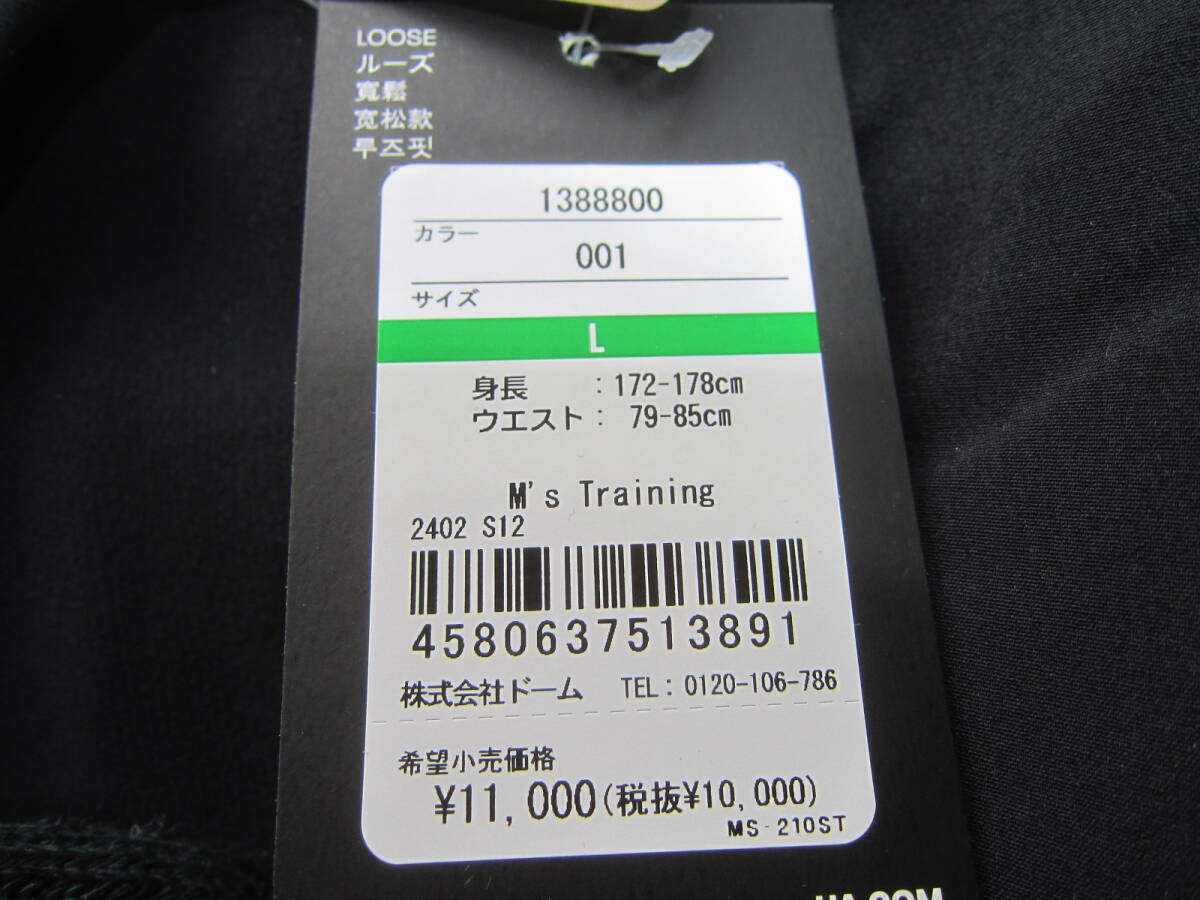 LOOSE
ルーズ
寬鬆
宽松款
루즈핏
1388800
カラー
001
サイズ
L
身長 : 172-178cm
ウエスト : 79-85cm
M's Training
2402 S12
4580637513891
株式会社ドーム TEL: 0120-106-786
希望小売価格
¥11,000(税抜¥10,000)
MS-210ST
UA.COM